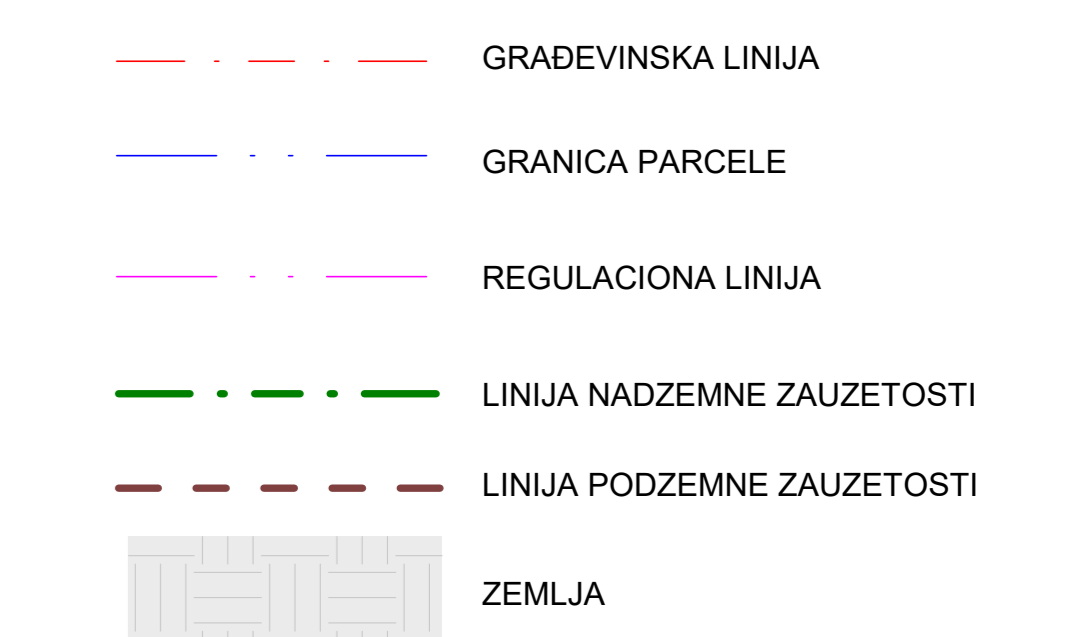 GRAĐEVINSKA LINIJA
GRANICA PARCELE
REGULACIONA LINIJA
LINIJA NADZEMNE ZAUZETOSTI
LINIJA PODZEMNE ZAUZETOSTI
ZEMLJA